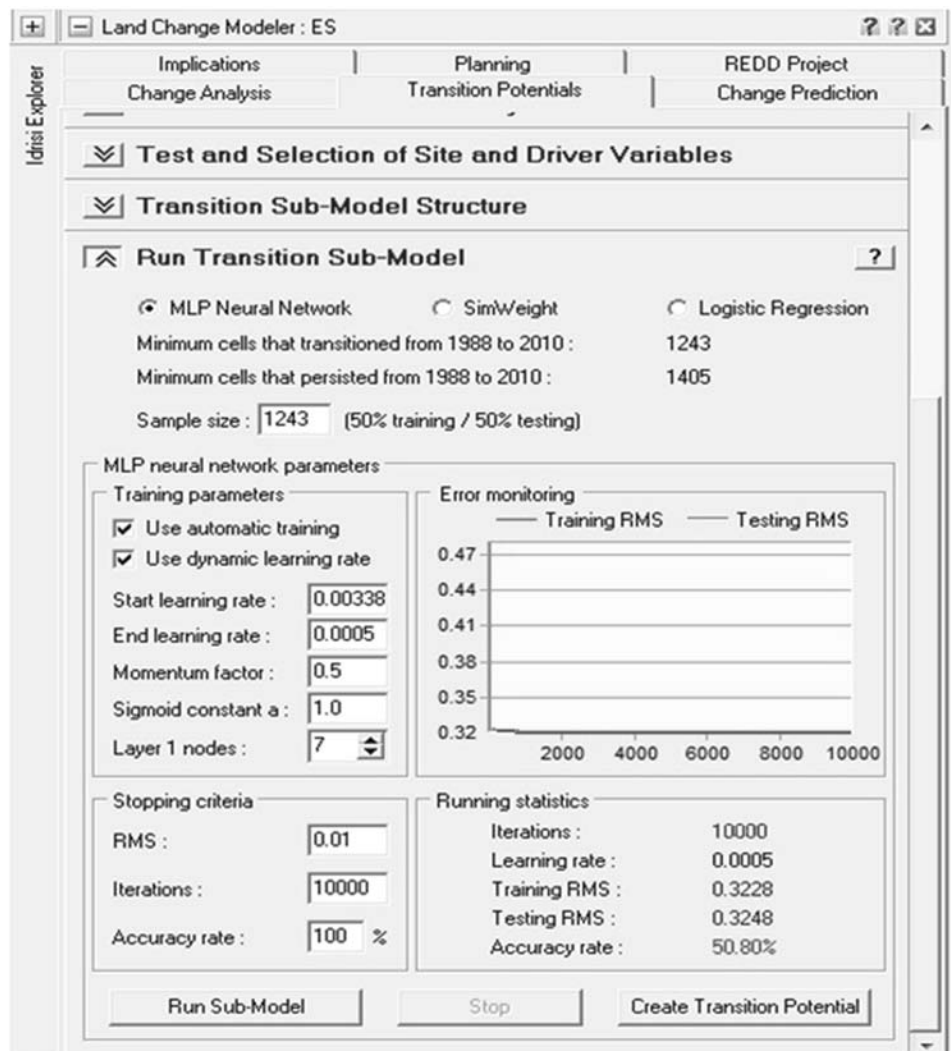 Land Change Modeler : ES
Idrisi Explorer
Implications Planning REDD Project
Change Analysis Transition Potentials Change Prediction
Test and Selection of Site and Driver Variables
Transition Sub-Model Structure
Run Transition Sub-Model ?
MLP Neural Network SimWeight Logistic Regression
Minimum cells that transitioned from 1988 to 2010 : 1243
Minimum cells that persisted from 1988 to 2010 : 1405
Sample size : 1243 (50% training / 50% testing)
MLP neural network parameters
Training parameters
Use automatic training
Use dynamic learning rate
Start learning rate : 0.00338
End learning rate : 0.0005
Momentum factor : 0.5
Sigmoid constant a : 1.0
Layer 1 nodes : 7
Error monitoring
Training RMS Testing RMS
0.47
0.44
0.41
0.38
0.35
0.32
2000 4000 6000 8000 10000
Stopping criteria
RMS : 0.01
Iterations : 10000
Accuracy rate : 100 %
Running statistics
Iterations : 10000
Learning rate : 0.0005
Training RMS : 0.3228
Testing RMS : 0.3248
Accuracy rate : 50.80%
Run Sub-Model Stop Create Transition Potential